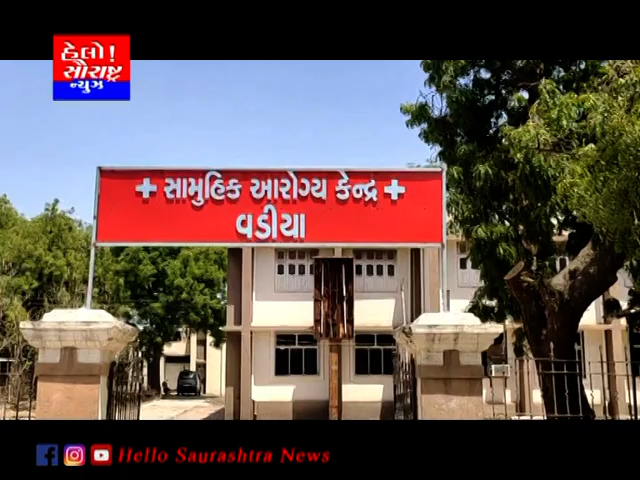 હેલો!
સૌરાષ્ટ્ર
ન્યુઝ
સામુહિક આરોગ્ય કેન્દ્ર
વડીયા
Hello Saurashtra News